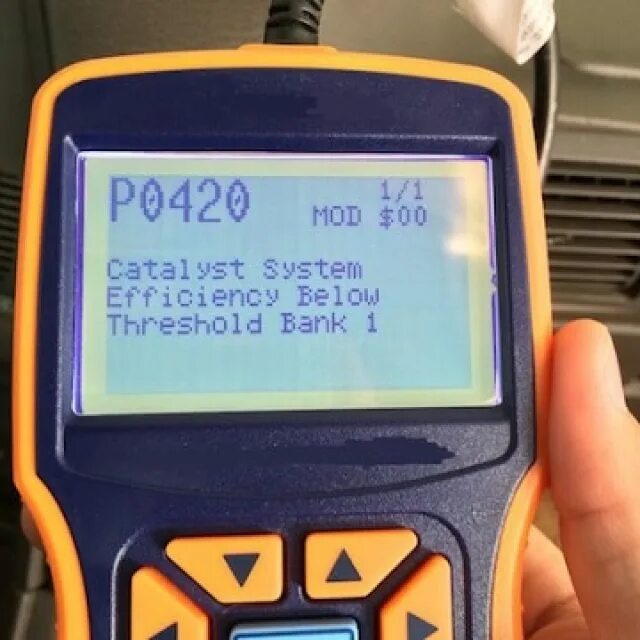 P0420 1/1
MOD $00
Catalyst System
Efficiency Below
Threshold Bank 1